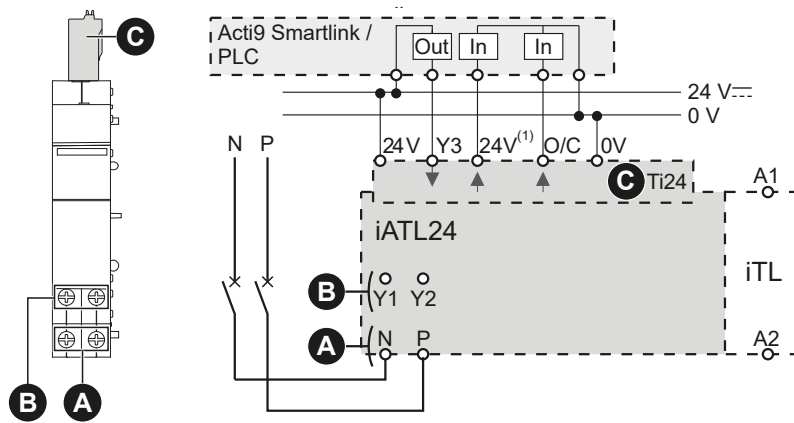 C
B A
Acti9 Smartlink /
PLC
Out In In
24 V
0 V
N P
24V Y3 24V(1) O/C 0V
C Ti24
A1
iATL24
iTL
B Y1 Y2
A N P
A2